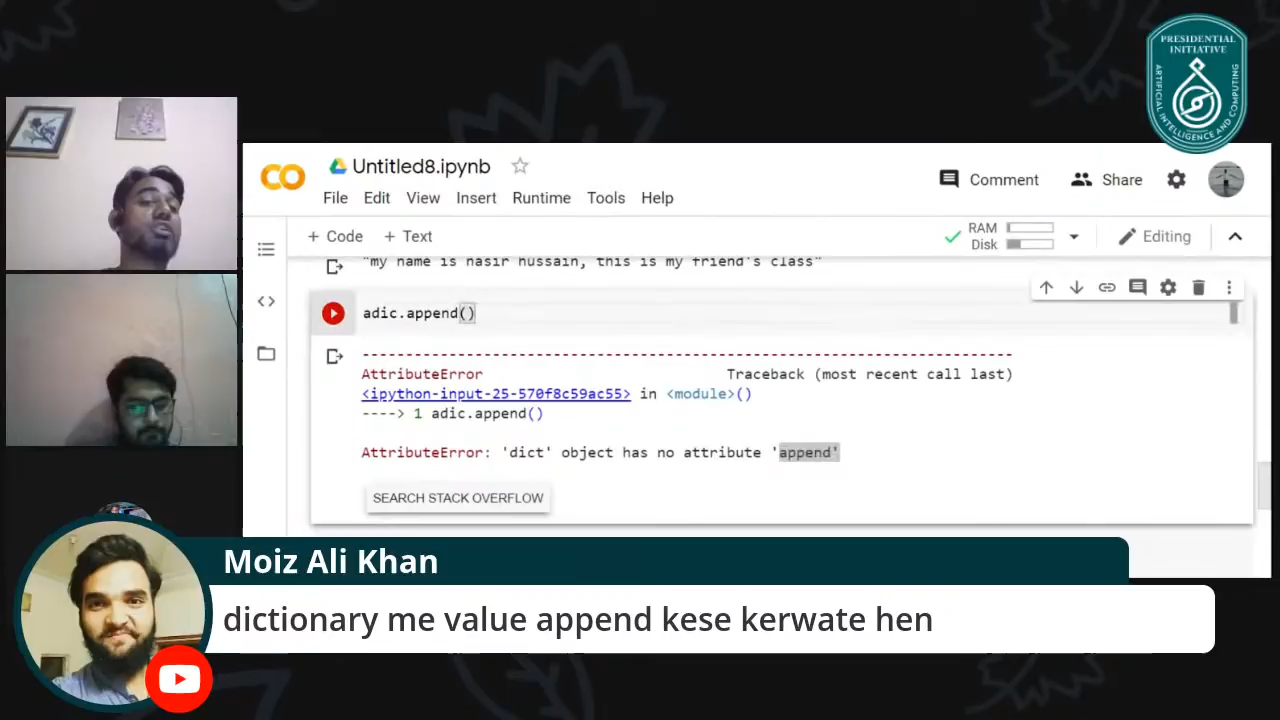 PRESIDENTIAL
INITIATIVE
ARTIFICIAL INTELLIGENCE AND COMPUTING
Untitled8.ipynb
Comment
Share
File Edit View Insert Runtime Tools Help
+ Code + Text
RAM
Disk
Editing
"my name is nasir hussain, this is my friend's class"
adic.append()
---------------------------------------------------------------------------
AttributeError Traceback (most recent call last)
<ipython-input-25-570f8c59ac55> in <module>()
----> 1 adic.append()
AttributeError: 'dict' object has no attribute 'append'
SEARCH STACK OVERFLOW
Moiz Ali Khan
dictionary me value append kese kerwate hen